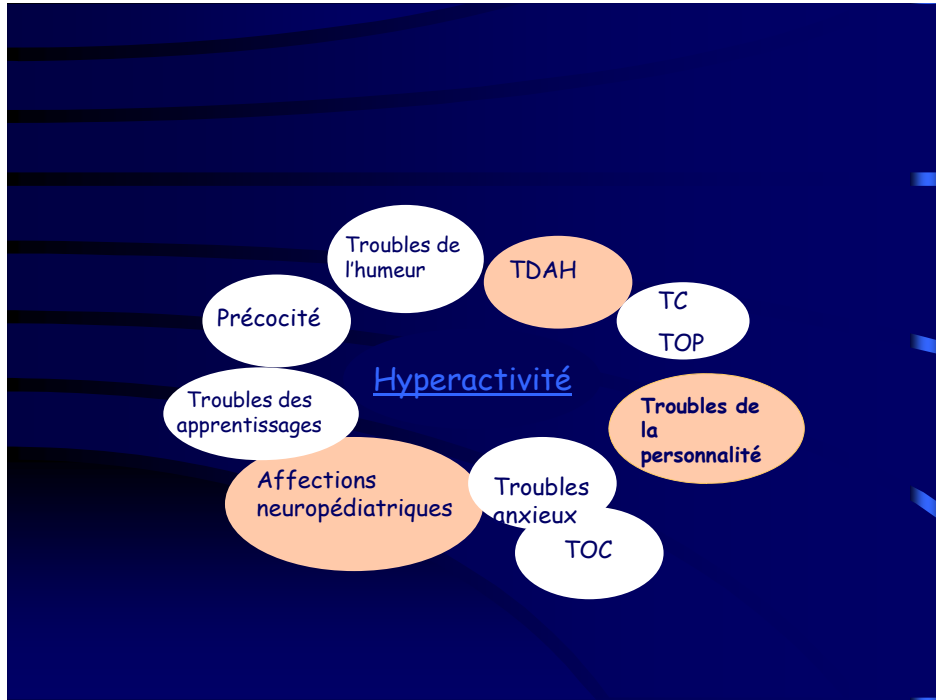 Troubles de
l'humeur
TDAH
TC
TOP
Précocité
Hyperactivité
Troubles des
apprentissages
Troubles de
la
personnalité
Affections
neuropédiatriques
Troubles
anxieux
TOC